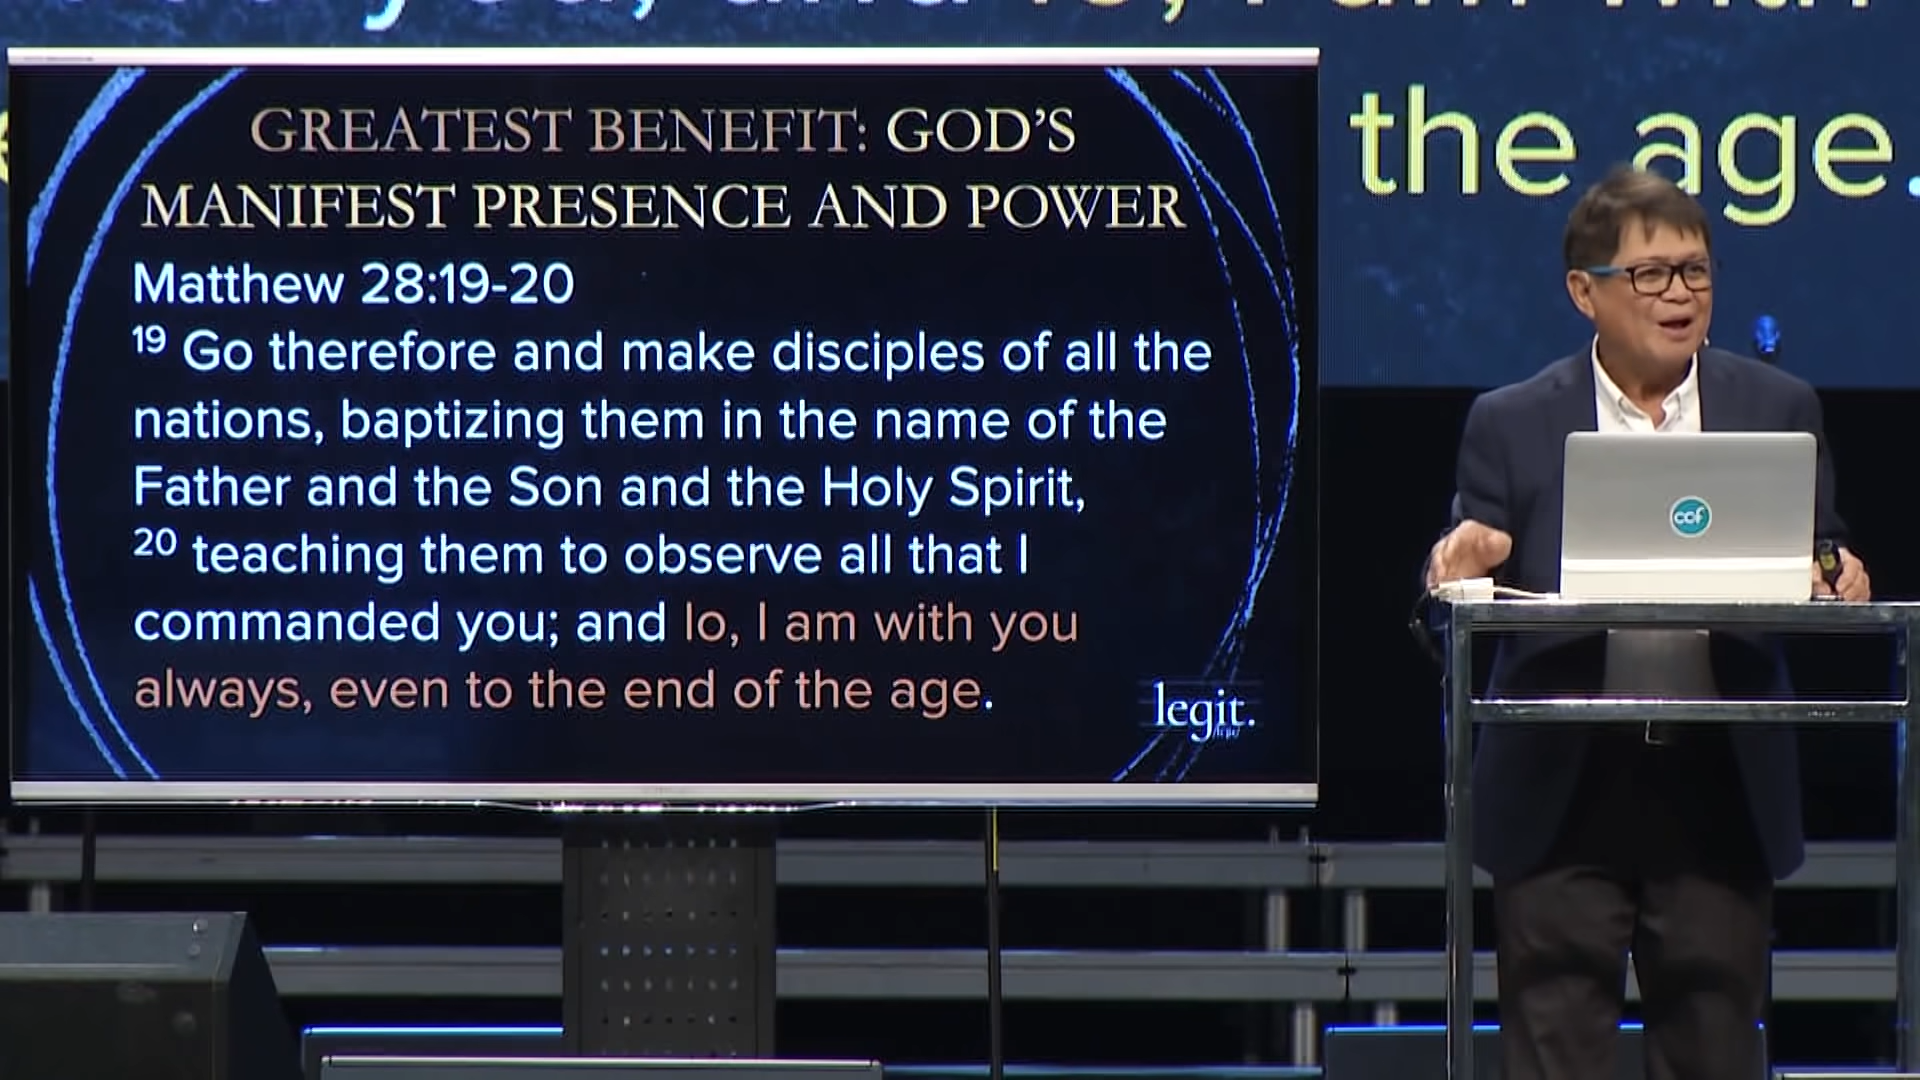 the age.
GREATEST BENEFIT: GOD'S
MANIFEST PRESENCE AND POWER
Matthew 28:19-20
19 Go therefore and make disciples of all the
nations, baptizing them in the name of the
Father and the Son and the Holy Spirit,
20 teaching them to observe all that I
commanded you; and lo, I am with you
always, even to the end of the age.
legit.
ccf